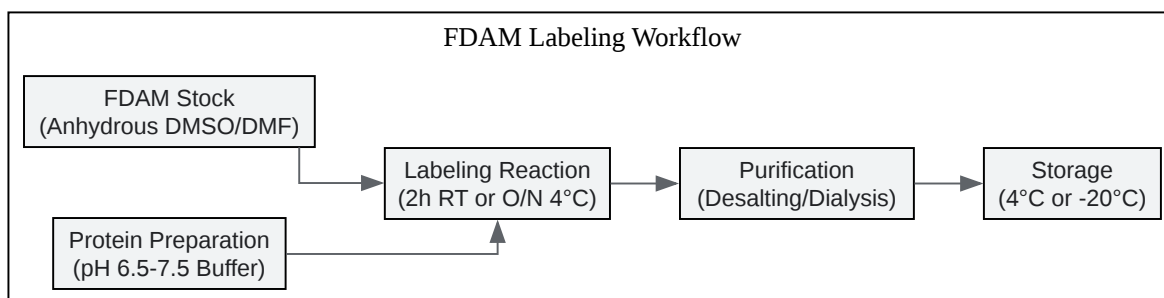 FDAM Labeling Workflow
FDAM Stock
(Anhydrous DMSO/DMF)
Labeling Reaction
(2h RT or O/N 4°C)
Purification
(Desalting/Dialysis)
Storage
(4°C or -20°C)
Protein Preparation
(pH 6.5-7.5 Buffer)